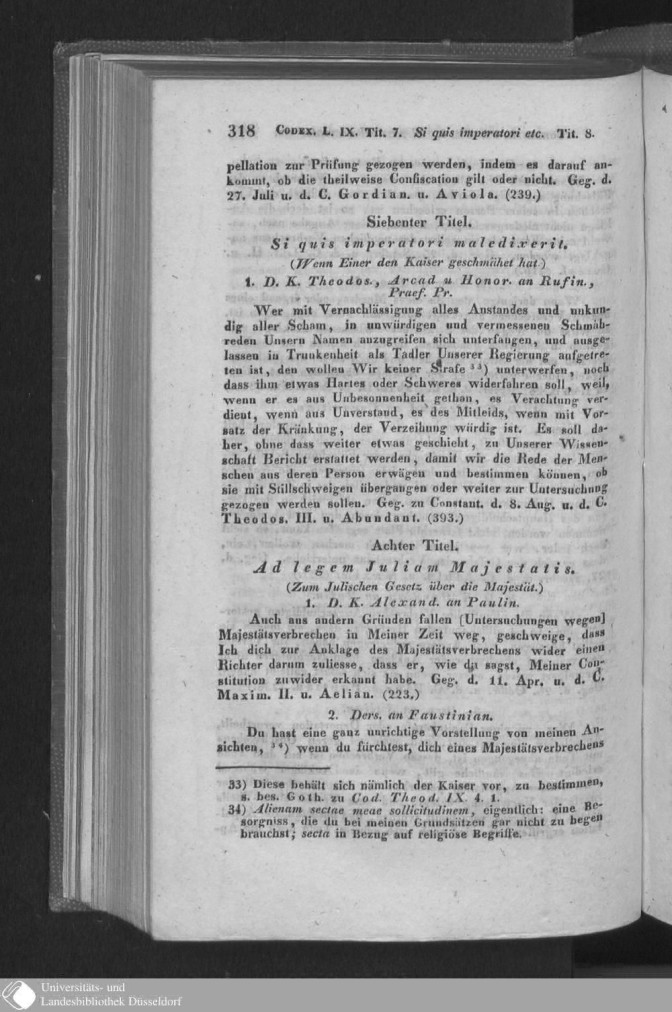 318 CODEX. L. IX. Tit. 7. Si quis imperatori etc. Tit. 8.
pellation zur Prüfung gezogen werden, indem es darauf an-
kommt, ob die theilweise Confiscation gilt oder nicht. Geg. d.
27. Juli u. d. C. Gordian. u. Aviola. (239.)
Siebenter Titel.
Si quis imperatori maledixerit.
(Wenn Einer den Kaiser geschmähet hat.)
1. D. K. Theodos., Arcad u Honor. an Rufin.,
Praef. Pr.
Wer mit Vernachlässigung alles Anstandes und unkun-
dig aller Scham, in unwürdigen und vermessenen Schmäh-
reden Unsern Namen anzugreifen sich unterfangen, und ausge-
lassen in Trunkenheit als Tadler Unserer Regierung aufgetre-
ten ist, den wollen Wir keiner Strafe 33) unterwerfen, noch
dass ihm etwas Hartes oder Schweres widerfahren soll, weil,
wenn er es aus Unbesonnenheit gethan, es Verachtung ver-
dient, wenn aus Unverstand, es des Mitleids, wenn mit Vor-
satz der Kränkung, der Verzeihung würdig ist. Es soll da-
her, ohne dass weiter etwas geschieht, zu Unserer Wissen-
schaft Bericht erstattet werden, damit wir die Rede der Men-
schen aus deren Person erwägen und bestimmen können, ob
sie mit Stillschweigen übergangen oder weiter zur Untersuchung
gezogen werden sollen. Geg. zu Constant. d. 8. Aug. u. d. C.
Theodos. III. u. Abundant. (393.)
Achter Titel.
Ad legem Juliam Majestatis.
(Zum Julischen Gesetz über die Majestät.)
1. D. K. Alexand. an Paulin.
Auch aus andern Gründen fallen [Untersuchungen wegen]
Majestätsverbrechen in Meiner Zeit weg, geschweige, dass
Ich dich zur Anklage des Majestätsverbrechens wider einen
Richter darum zuliesse, dass er, wie du sagst, Meiner Con-
stitution zuwider erkannt habe. Geg. d. 11. Apr. u. d. C.
Maxim. II. u. Aelian. (223.)
2. Ders. an Faustinian.
Du hast eine ganz unrichtige Vorstellung von meinen An-
sichten, 34) wenn du fürchtest, dich eines Majestätsverbrechens
33) Diese behält sich nämlich der Kaiser vor, zu bestimmen,
s. bes. Goth. zu Cod. Theod. IX. 4. 1.
34) Alienam sectae meae sollicitudinem, eigentlich: eine Be-
sorgniss, die du bei meinen Grundsätzen gar nicht zu hegen
brauchst; secta in Bezug auf religiöse Begriffe.
Universitäts- und
Landesbibliothek Düsseldorf